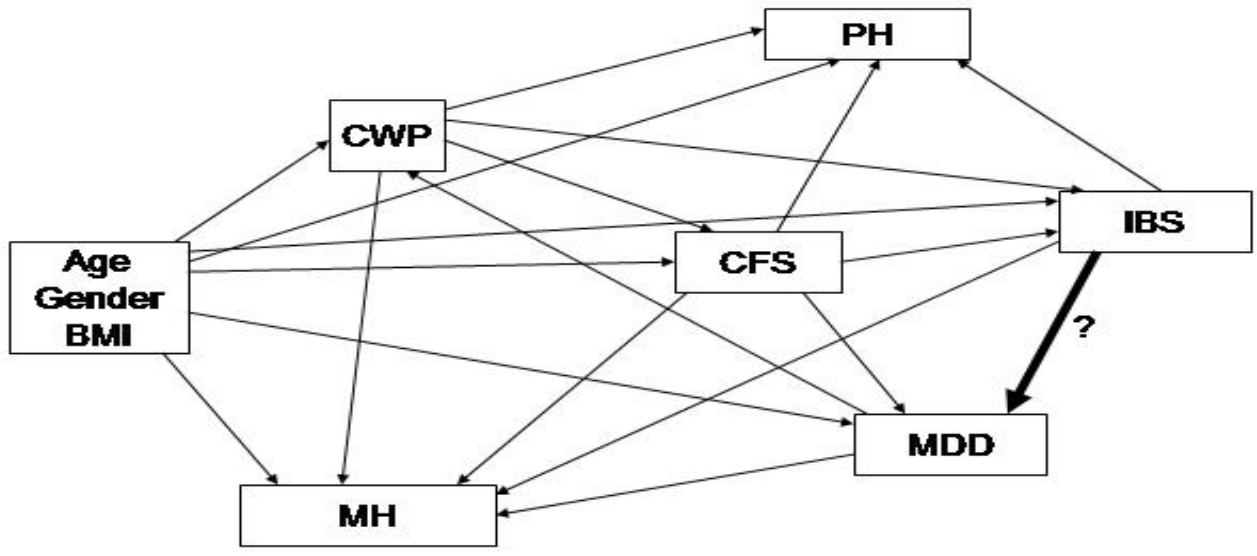 PH
CWP
IBS
Age
Gender
BMI
CFS
?
MDD
MH